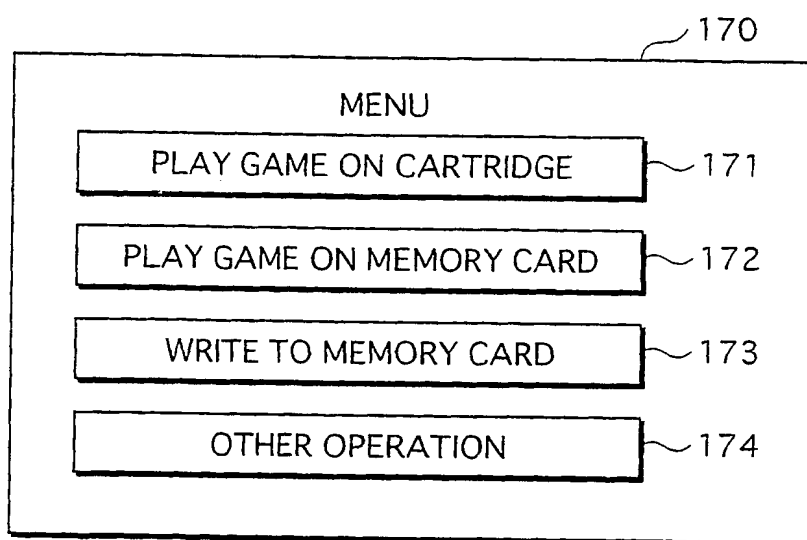 170
MENU
PLAY GAME ON CARTRIDGE 171
PLAY GAME ON MEMORY CARD 172
WRITE TO MEMORY CARD 173
OTHER OPERATION 174